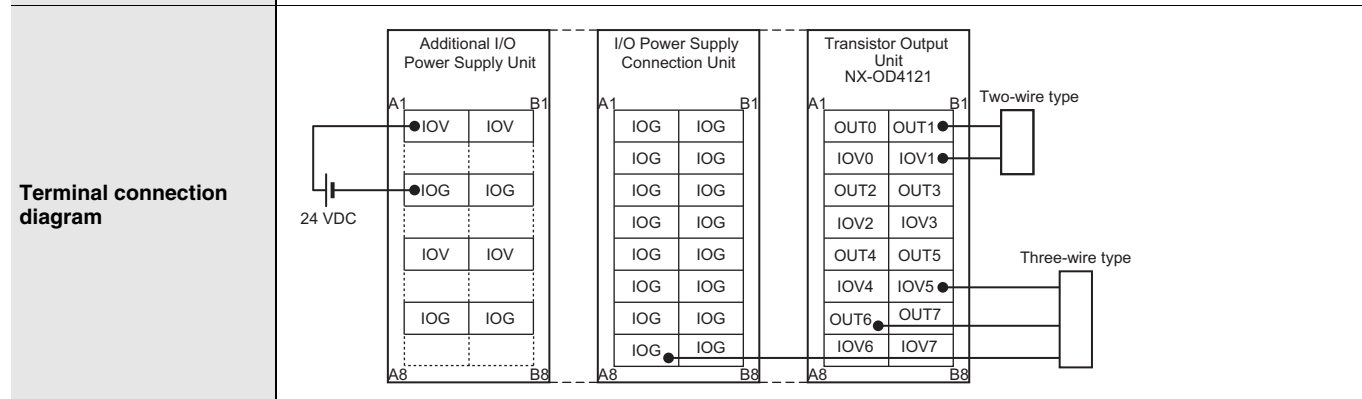 Terminal connection
diagram
Additional I/O
Power Supply Unit
A1 B1
IOV IOV
IOG IOG
IOV IOV
IOG IOG
A8 B8
24 VDC
I/O Power Supply
Connection Unit
A1 B1
IOG IOG
IOG IOG
IOG IOG
IOG IOG
IOG IOG
IOG IOG
IOG IOG
IOG IOG
A8 B8
Transistor Output
Unit
NX-OD4121
A1 B1
OUT0 OUT1
IOV0 IOV1
OUT2 OUT3
IOV2 IOV3
OUT4 OUT5
IOV4 IOV5
OUT6 OUT7
IOV6 IOV7
A8 B8
Two-wire type
Three-wire type